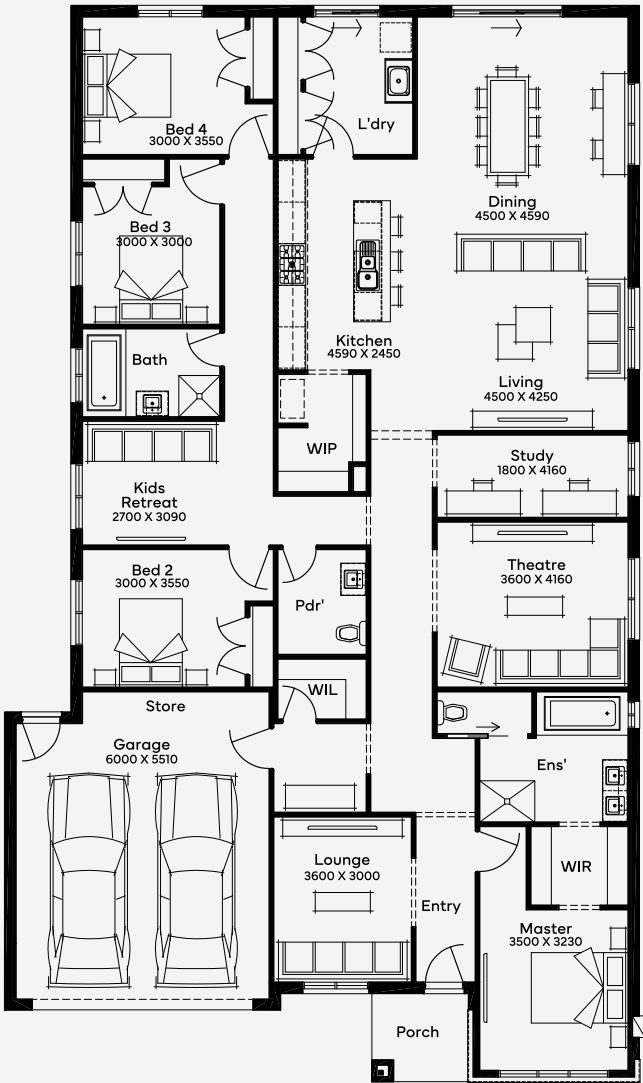 Bed 4
3000 X 3550
L'dry
Dining
4500 X 4590
Bed 3
3000 X 3000
Kitchen
4590 X 2450
Bath
Living
4500 X 4250
WIP
Study
1800 X 4160
Kids
Retreat
2700 X 3090
Theatre
3600 X 4160
Bed 2
3000 X 3550
Pdr'
WIL
Store
Garage
6000 X 5510
Ens'
Lounge
3600 X 3000
WIR
Entry
Master
3500 X 3230
Porch